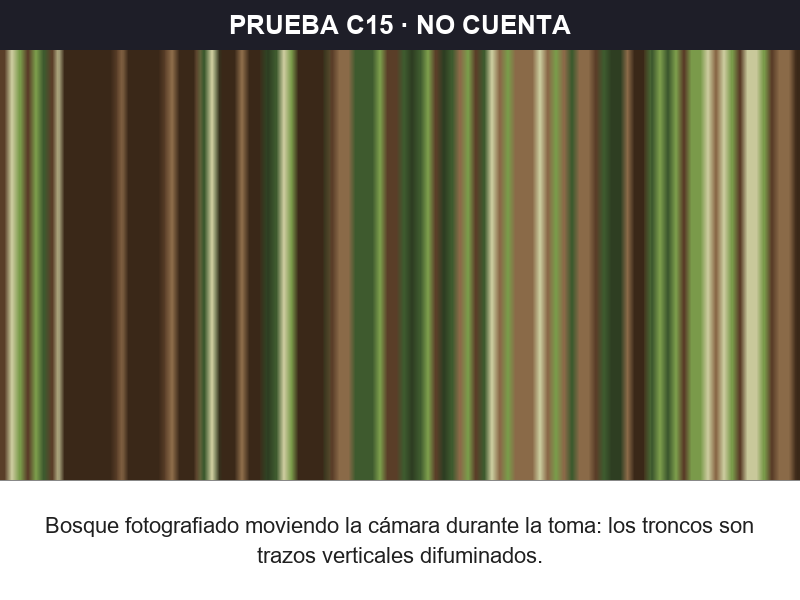 PRUEBA C15 · NO CUENTA
Bosque fotografiado moviendo la cámara durante la toma: los troncos son
trazos verticales difuminados.